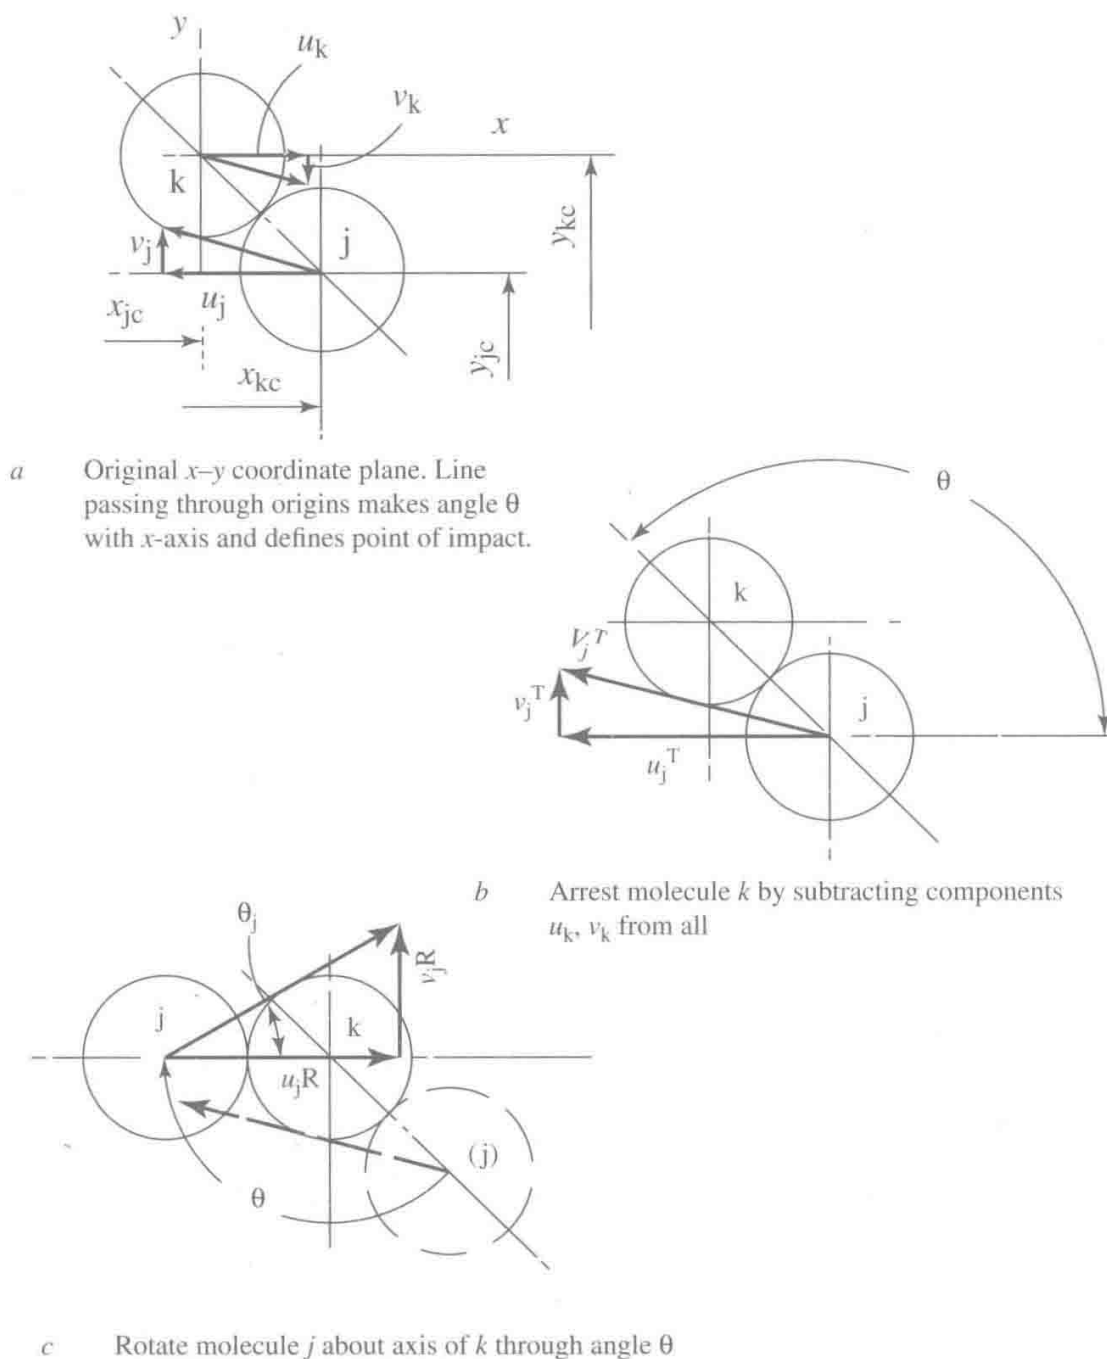 y
u_k
v_k
x
k
y_kc
v_j
j
x_jc
u_j
y_jc
x_kc
a Original x–y coordinate plane. Line
passing through origins makes angle θ
with x-axis and defines point of impact.
θ
k
V_j^T
v_j^T
j
u_j^T
b Arrest molecule k by subtracting components
u_k, v_k from all
θ_j
v_jR
j
k
u_jR
(j)
θ
c Rotate molecule j about axis of k through angle θ